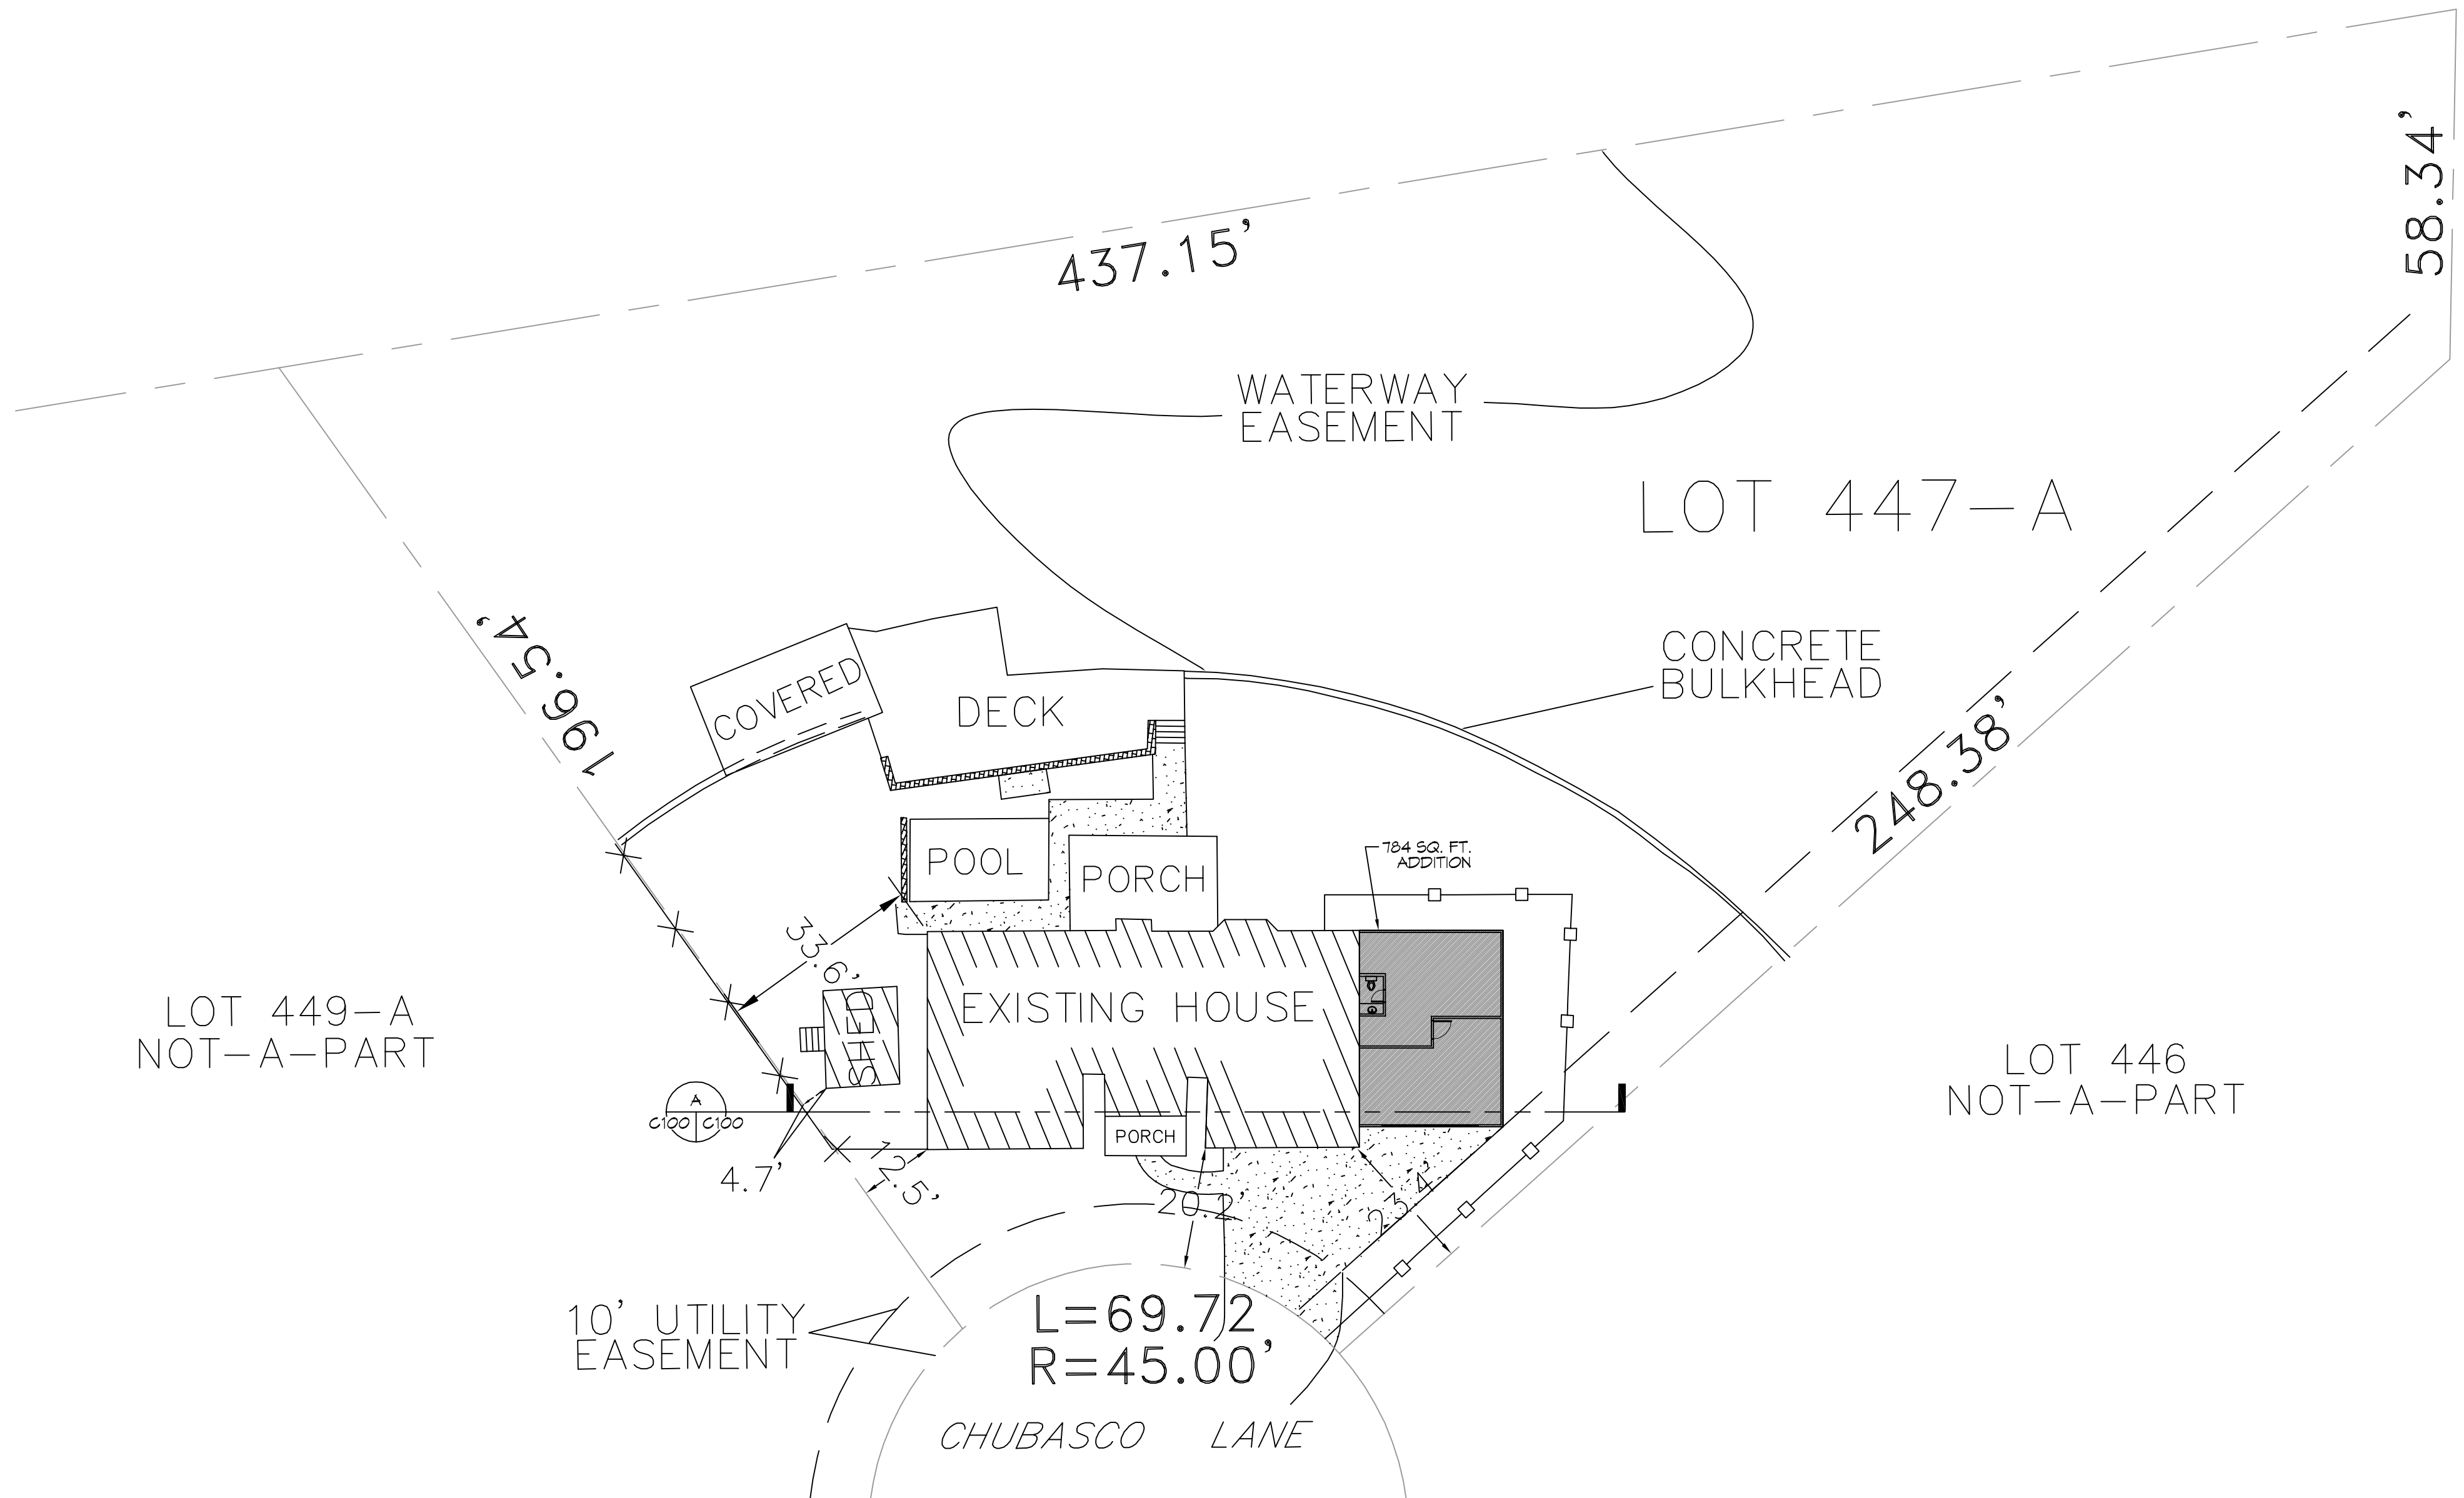 58.34'
437.15'
WATERWAY
EASEMENT
LOT 447-A
196.54'
COVERED
DECK
CONCRETE
BULKHEAD
248.38'
POOL
PORCH
784 SQ. FT.
ADDITION
33.6'
SHED
EXISTING HOUSE
LOT 449-A
NOT-A-PART
LOT 446
NOT-A-PART
A
C100 C100
PORCH
4.7'
12.5'
20.2'
10' UTILITY
EASEMENT
L=69.72'
R=45.00'
CHUBASCO LANE